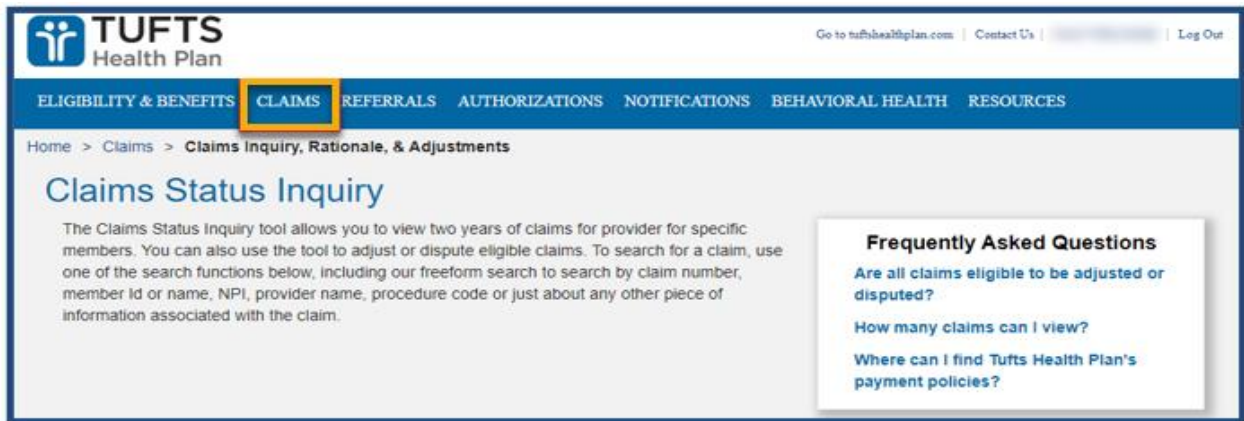 TUFTS
Health Plan
Go to tuftshealthplan.com | Contact Us | | Log Out
ELIGIBILITY & BENEFITS CLAIMS REFERRALS AUTHORIZATIONS NOTIFICATIONS BEHAVIORAL HEALTH RESOURCES
Home > Claims > Claims Inquiry, Rationale, & Adjustments
Claims Status Inquiry
The Claims Status Inquiry tool allows you to view two years of claims for provider for specific
members. You can also use the tool to adjust or dispute eligible claims. To search for a claim, use
one of the search functions below, including our freeform search to search by claim number,
member Id or name, NPI, provider name, procedure code or just about any other piece of
information associated with the claim.
Frequently Asked Questions
Are all claims eligible to be adjusted or
disputed?
How many claims can I view?
Where can I find Tufts Health Plan's
payment policies?